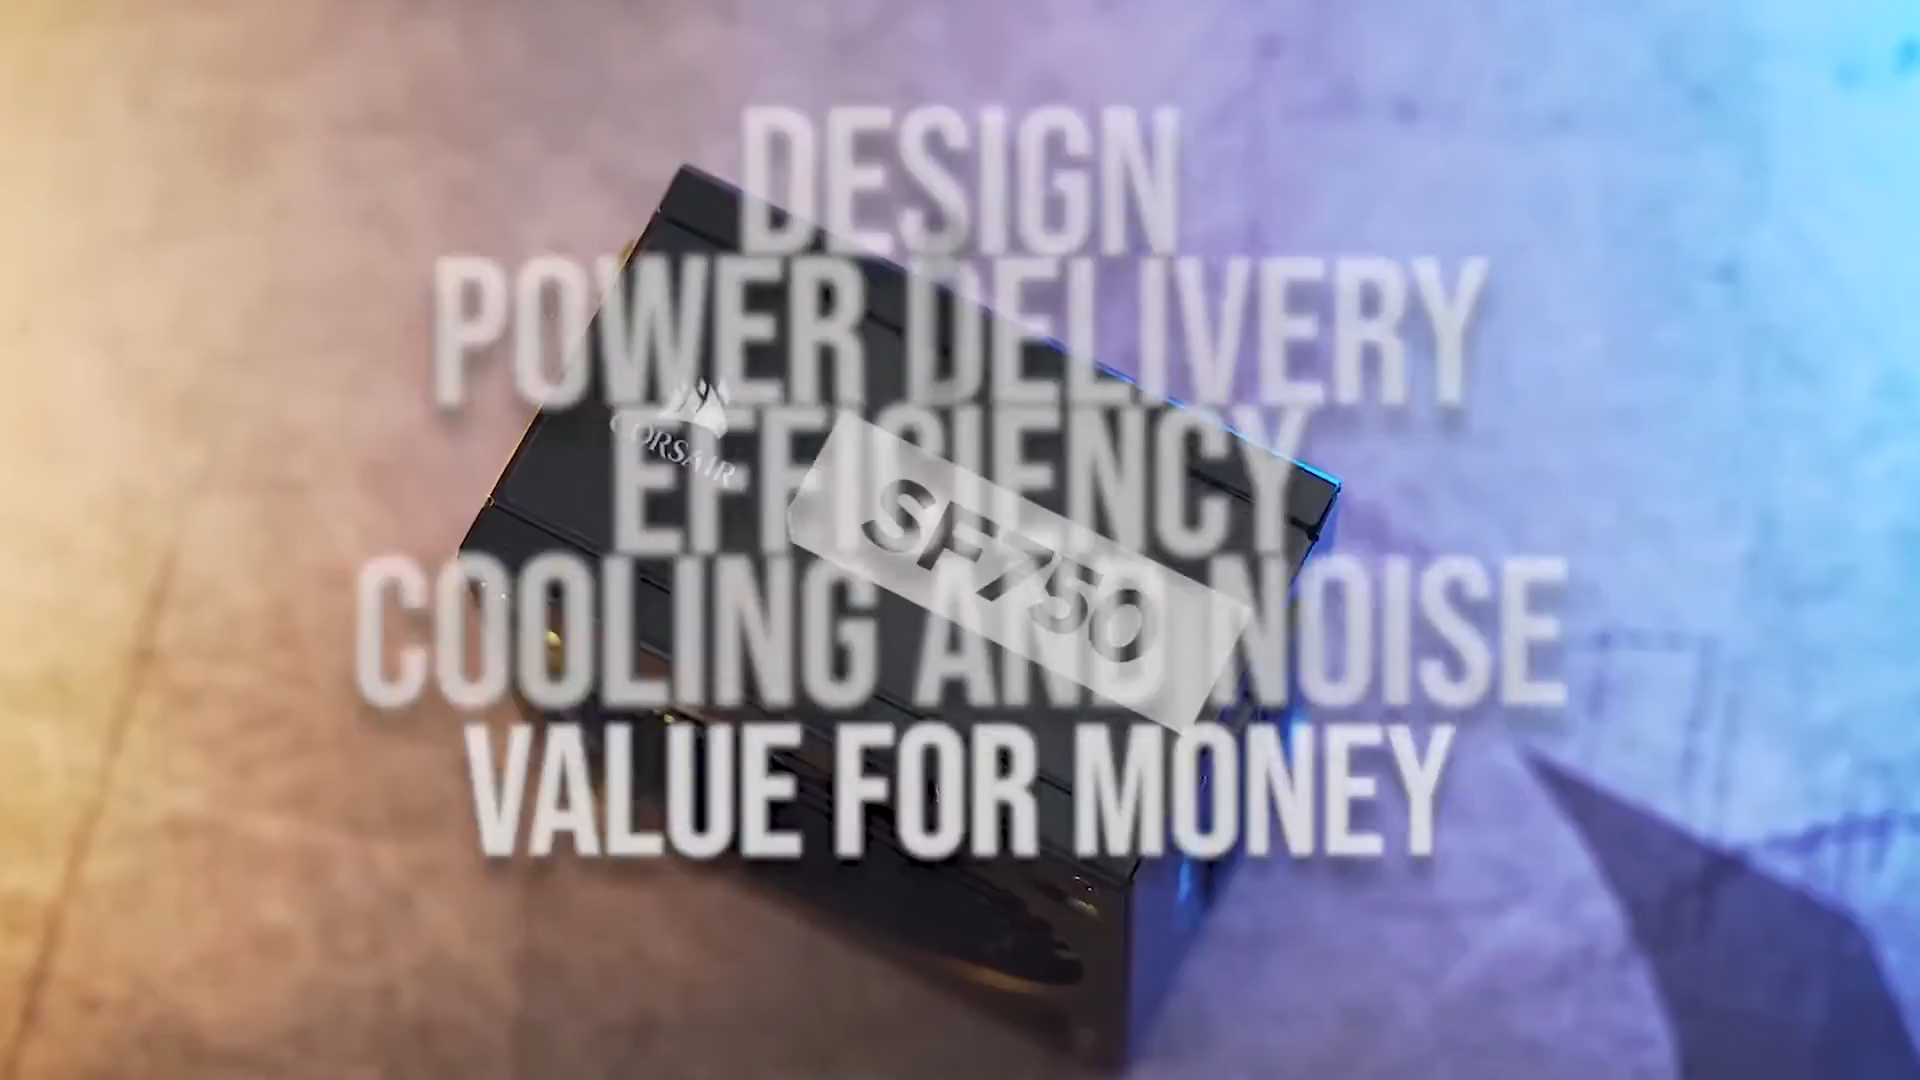 DESIGN
POWER DELIVERY
EFFICIENCY
CORSAIR
SF750
COOLING AND NOISE
VALUE FOR MONEY